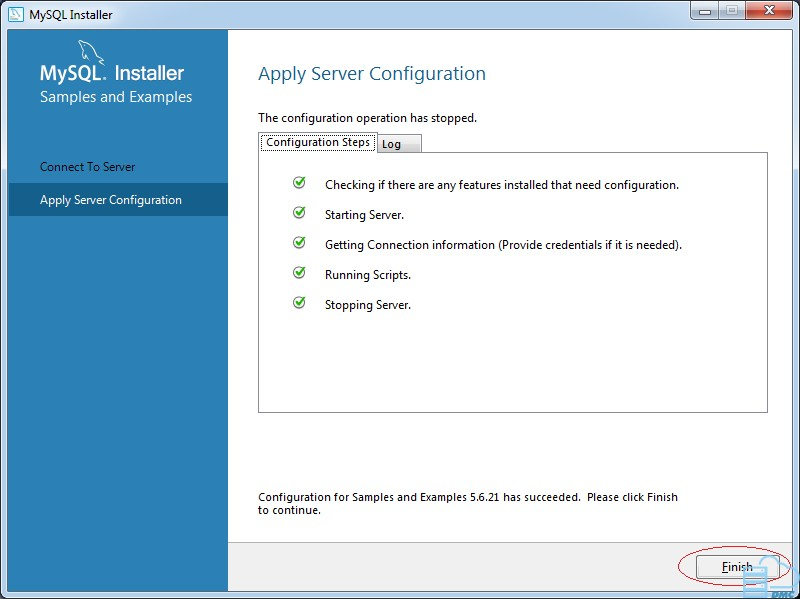 MySQL Installer
MySQL. Installer
Samples and Examples
Connect To Server
Apply Server Configuration
Apply Server Configuration
The configuration operation has stopped.
Configuration Steps
Log
Checking if there are any features installed that need configuration.
Starting Server.
Getting Connection information (Provide credentials if it is needed).
Running Scripts.
Stopping Server.
Configuration for Samples and Examples 5.6.21 has succeeded. Please click Finish
to continue.
Finish
DMC